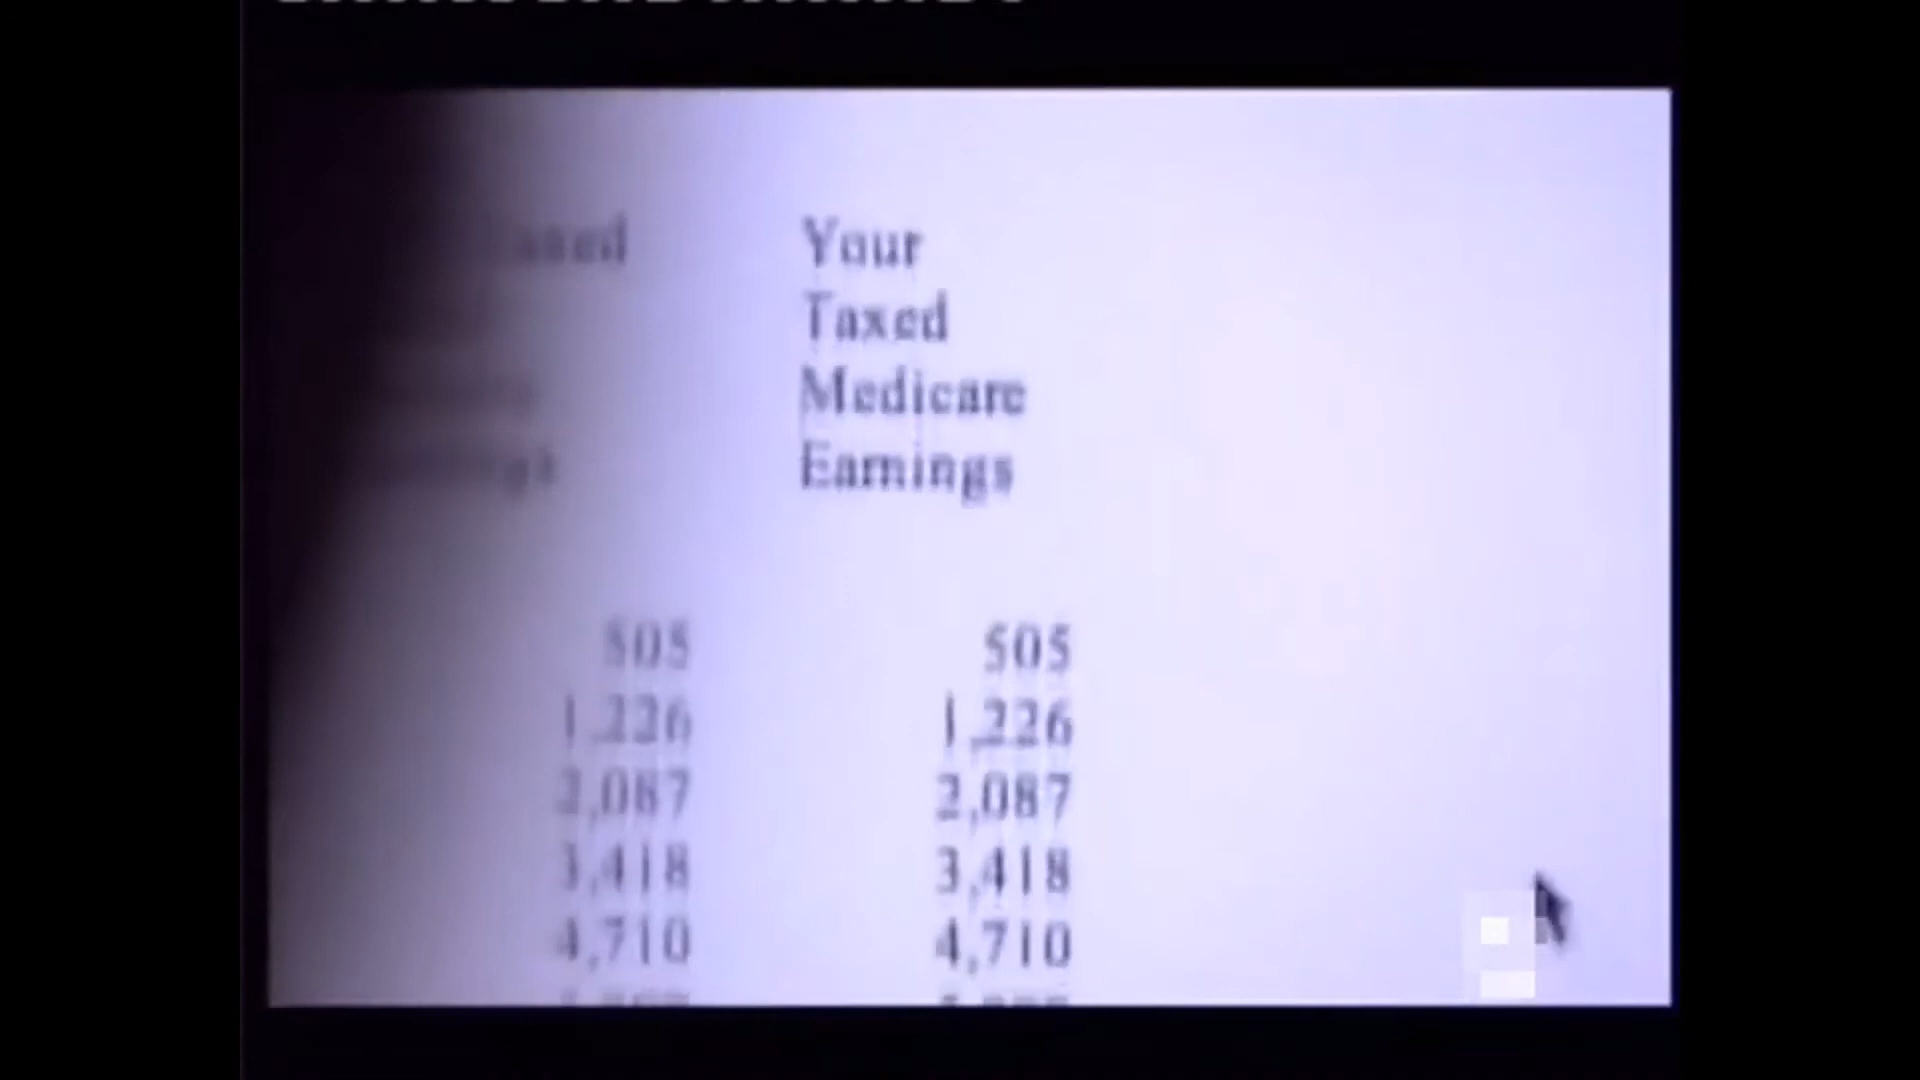 Your
Taxed
Medicare
Earnings
505 505
1,226 1,226
2,087 2,087
3,418 3,418
4,710 4,710